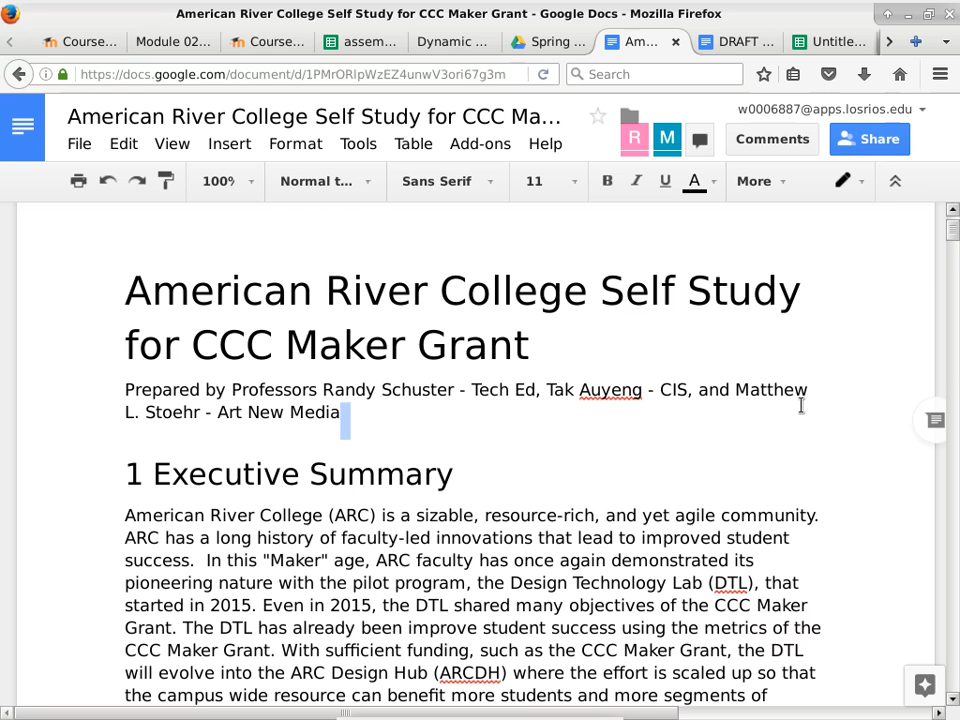 American River College Self Study for CCC Maker Grant - Google Docs - Mozilla Firefox
Course... Module 02... Course... assem... Dynamic ... Spring ... Am... DRAFT ... Untitle...
https://docs.google.com/document/d/1PMrORlpWzEZ4unwV3ori67g3m Search
American River College Self Study for CCC Ma... w0006887@apps.losrios.edu
R M Comments Share
File Edit View Insert Format Tools Table Add-ons Help
100% Normal t... Sans Serif 11 B I U A More
American River College Self Study
for CCC Maker Grant
Prepared by Professors Randy Schuster - Tech Ed, Tak Auyeng - CIS, and Matthew
L. Stoehr - Art New Media
1 Executive Summary
American River College (ARC) is a sizable, resource-rich, and yet agile community.
ARC has a long history of faculty-led innovations that lead to improved student
success.  In this "Maker" age, ARC faculty has once again demonstrated its
pioneering nature with the pilot program, the Design Technology Lab (DTL), that
started in 2015. Even in 2015, the DTL shared many objectives of the CCC Maker
Grant. The DTL has already been improve student success using the metrics of the
CCC Maker Grant. With sufficient funding, such as the CCC Maker Grant, the DTL
will evolve into the ARC Design Hub (ARCDH) where the effort is scaled up so that
the campus wide resource can benefit more students and more segments of